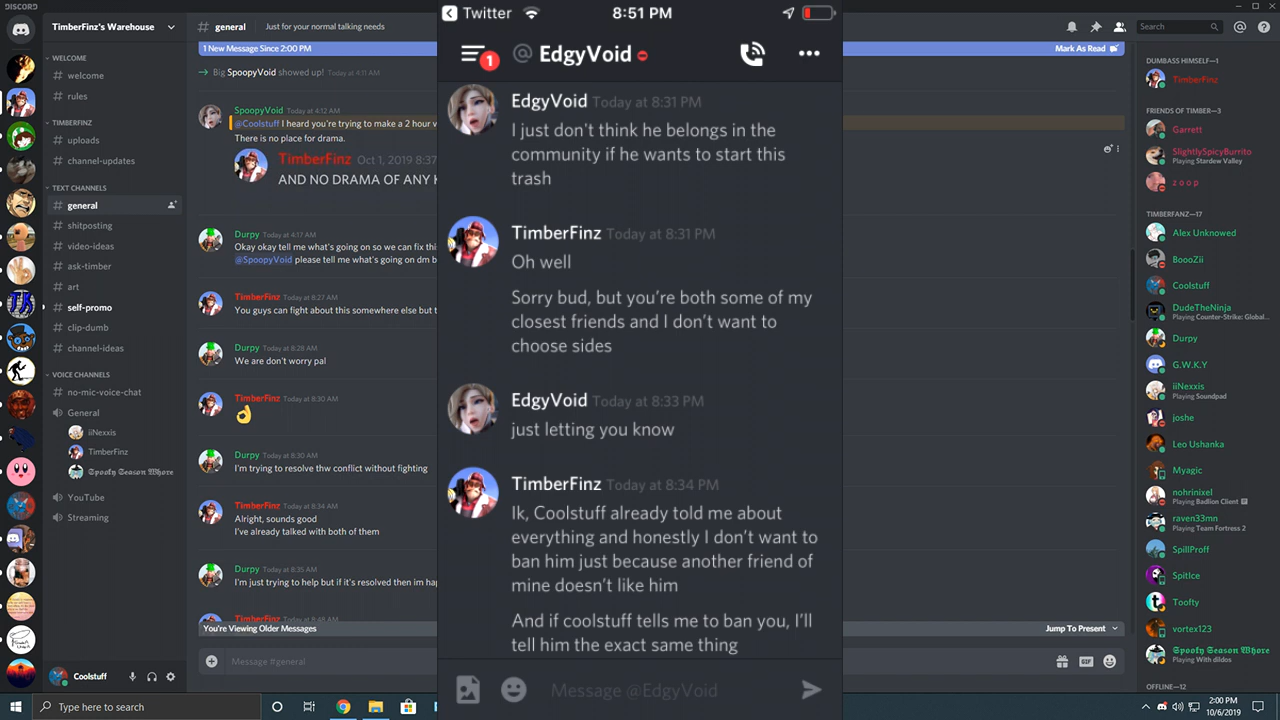 DISCORD
TimberFinz's Warehouse
WELCOME
# welcome
# rules
TIMBERFINZ
# uploads
# channel-updates
TEXT CHANNELS
# general
# shitposting
# video-ideas
# ask-timber
# art
# self-promo
# clip-dumb
# channel-ideas
VOICE CHANNELS
# no-mic-voice-chat
General
iiNexxis
TimberFinz
Spooky Season Whore
YouTube
Streaming
Coolstuff
# general Just for your normal talking needs
1 New Message Since 2:00 PM
Mark As Read
Big SpoopyVoid showed up! Today at 4:11 AM
SpoopyVoid Today at 4:12 AM
@Coolstuff I heard you're trying to make a 2 hour v
There is no place for drama.
TimberFinz Oct 1, 2019 8:37
AND NO DRAMA OF ANY K
Durpy Today at 4:17 AM
Okay okay tell me what's going on so we can fix thi
@SpoopyVoid please tell me what's going on dm b
TimberFinz Today at 8:27 AM
You guys can fight about this somewhere else but t
Durpy Today at 8:28 AM
We are don't worry pal
TimberFinz Today at 8:30 AM
👌
Durpy Today at 8:30 AM
I'm trying to resolve thw conflict without fighting
TimberFinz Today at 8:34 AM
Alright, sounds good
I've already talked with both of them
Durpy Today at 8:35 AM
I'm just trying to help but if it's resolved then im hap
TimberFinz Today at 8:48 AM
You're Viewing Older Messages
Jump To Present
Message #general
GIF
Twitter
8:51 PM
1
@ EdgyVoid
EdgyVoid Today at 8:31 PM
I just don't think he belongs in the
community if he wants to start this
trash
TimberFinz Today at 8:31 PM
Oh well
Sorry bud, but you're both some of my
closest friends and I don't want to
choose sides
EdgyVoid Today at 8:33 PM
just letting you know
TimberFinz Today at 8:34 PM
Ik, Coolstuff already told me about
everything and honestly I don't want to
ban him just because another friend of
mine doesn't like him
And if coolstuff tells me to ban you, I'll
tell him the exact same thing
Message @EdgyVoid
Search
DUMBASS HIMSELF—1
TimberFinz
FRIENDS OF TIMBER—3
Garrett
SlightlySpicyBurrito
Playing Stardew Valley
z o o p
TIMBERFANZ—17
Alex Unknowed
BoooZii
Coolstuff
DudeTheNinja
Playing Counter-Strike: Global...
Durpy
G.W.K.Y
iiNexxis
Playing Soundpad
joshe
Leo Ushanka
Myagic
nohrinixel
Playing Badlion Client
raven33mn
Playing Team Fortress 2
SpillProff
SpitIce
Toofty
vortex123
Spooky Season Whore
Playing With dildos
OFFLINE—12
Type here to search
2:00 PM
10/6/2019